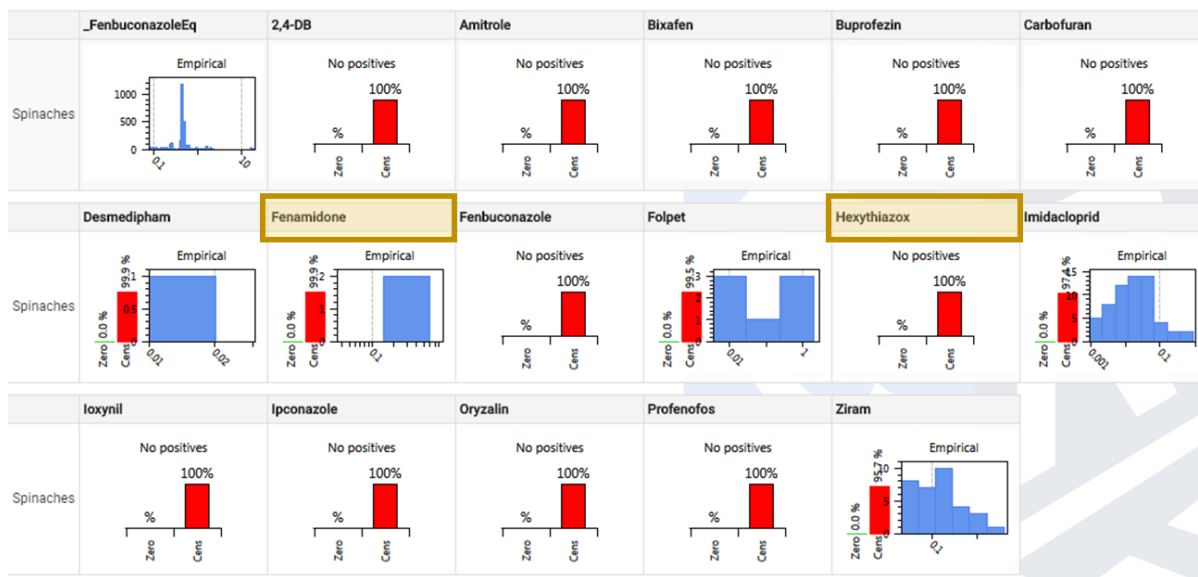 _FenbuconazoleEq 2,4-DB Amitrole Bixafen Buprofezin Carbofuran
Spinaches
Empirical
1000
500
0
0.1 10
No positives
100%
%
Zero Cens
No positives
100%
%
Zero Cens
No positives
100%
%
Zero Cens
No positives
100%
%
Zero Cens
No positives
100%
%
Zero Cens
Desmedipham Fenamidone Fenbuconazole Folpet Hexythiazox Imidacloprid
Spinaches
Empirical
0.0 % 99.9 %
Zero Cens
1
0.5
0
0.01 0.02
Empirical
0.0 % 99.9 %
Zero Cens
2
1
0
0.1
No positives
100%
%
Zero Cens
Empirical
0.0 % 99.5 %
Zero Cens
3
2
1
0
0.01 1
No positives
100%
%
Zero Cens
Empirical
0.0 % 97.4 %
Zero Cens
15
10
5
0
0.001 0.1
Ioxynil Ipconazole Oryzalin Profenofos Ziram
Spinaches
No positives
100%
%
Zero Cens
No positives
100%
%
Zero Cens
No positives
100%
%
Zero Cens
No positives
100%
%
Zero Cens
Empirical
0.0 % 95.7 %
Zero Cens
10
5
0
0.1